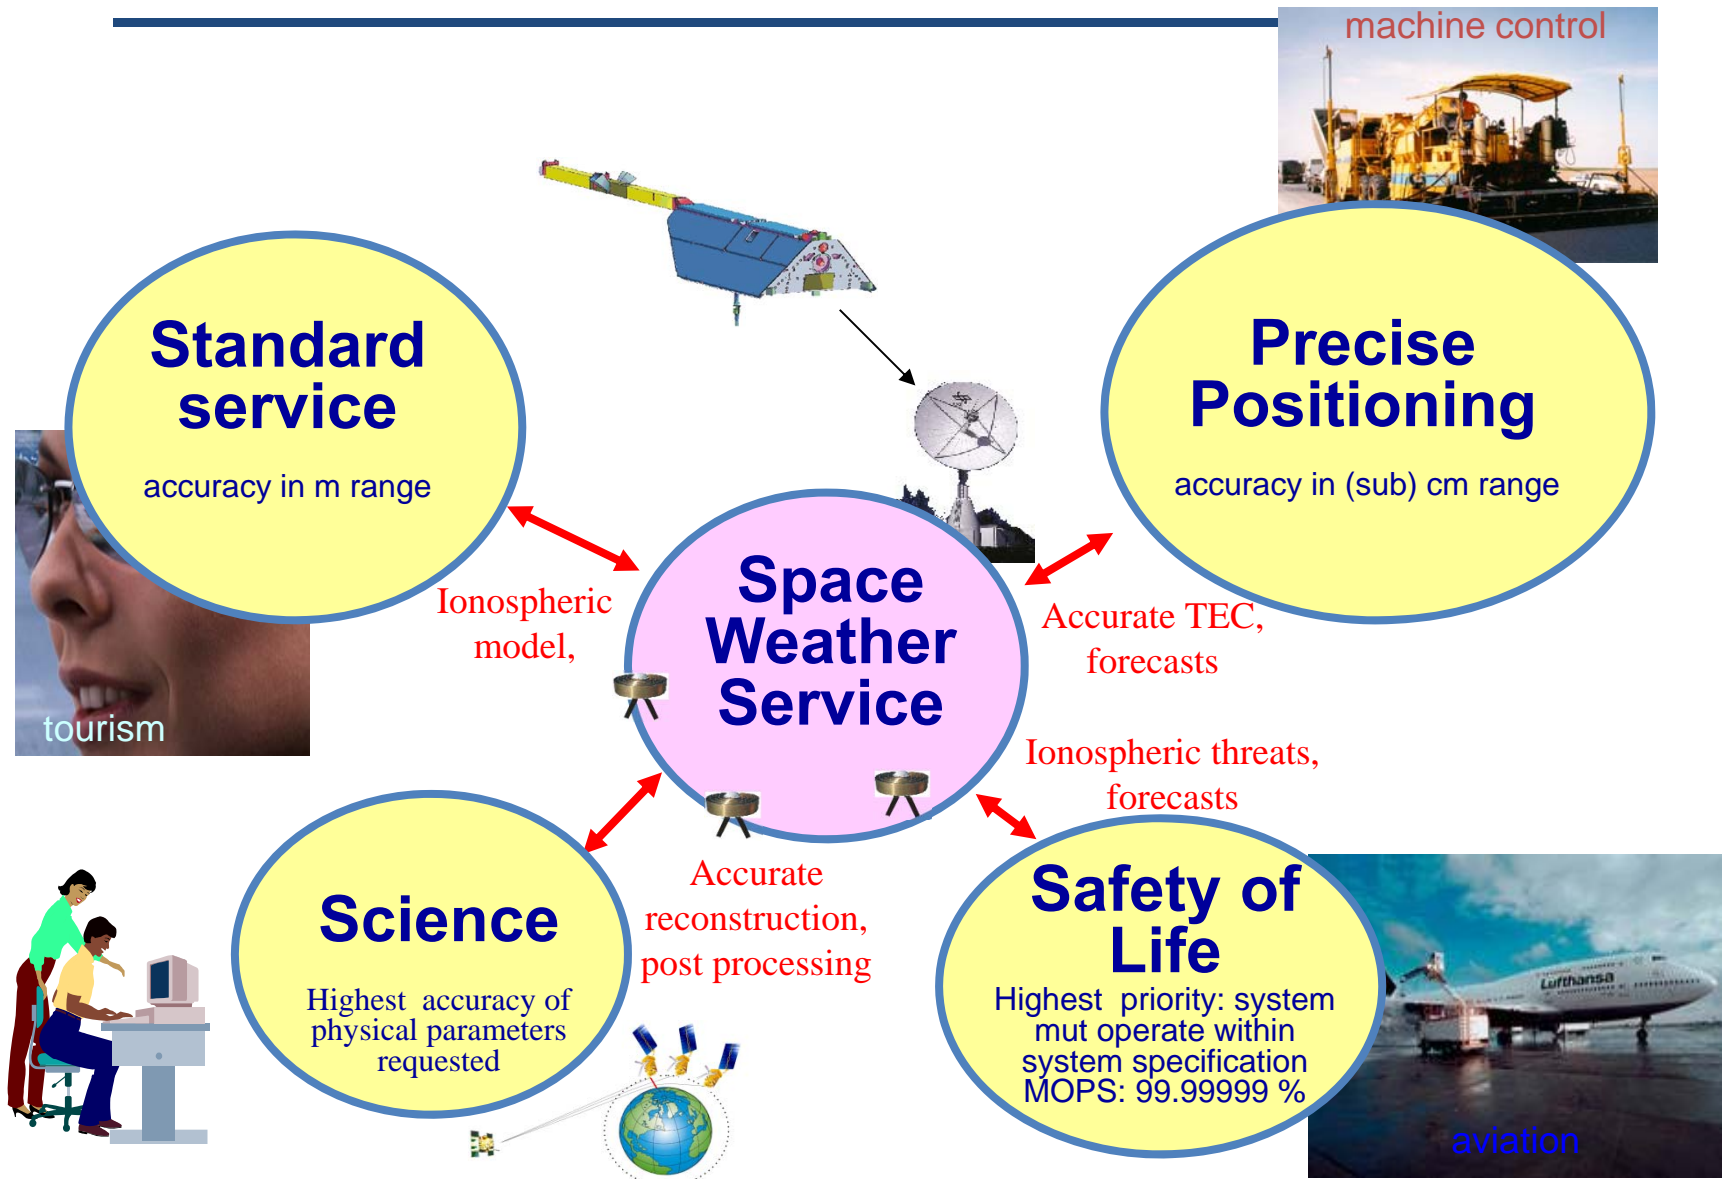 machine control
Standard
service
accuracy in m range
Precise
Positioning
accuracy in (sub) cm range
Space
Weather
Service
Ionospheric
model,
Accurate TEC,
forecasts
tourism
Ionospheric threats,
forecasts
Science
Highest  accuracy of
physical parameters
requested
Accurate
reconstruction,
post processing
Safety of
Life
Highest  priority: system
mut operate within
system specification
MOPS: 99.99999 %
Lufthansa
aviation